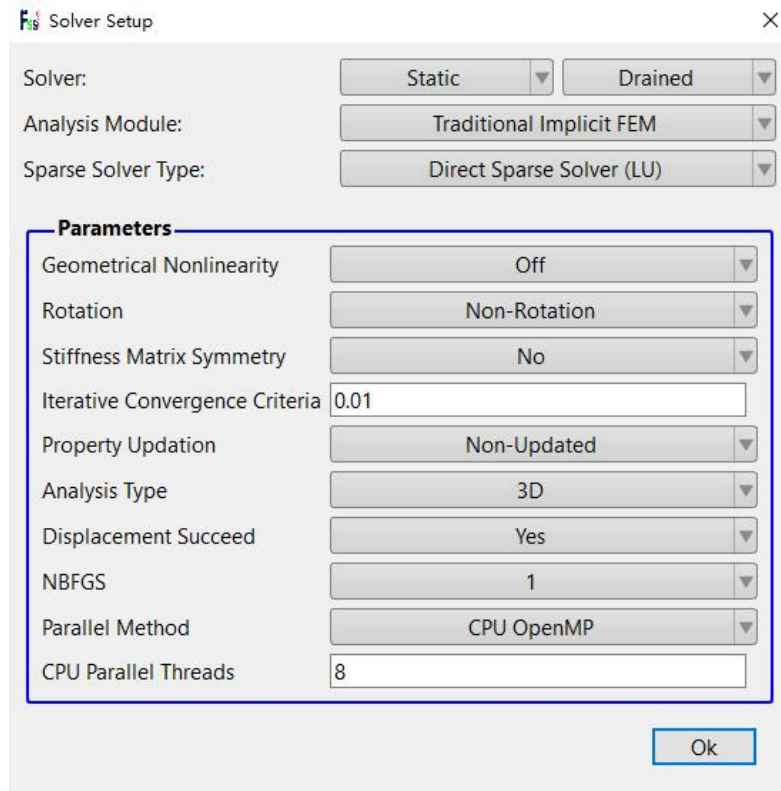 Fssi Solver Setup
Solver: Static Drained
Analysis Module: Traditional Implicit FEM
Sparse Solver Type: Direct Sparse Solver (LU)
Parameters
Geometrical Nonlinearity Off
Rotation Non-Rotation
Stiffness Matrix Symmetry No
Iterative Convergence Criteria 0.01
Property Updation Non-Updated
Analysis Type 3D
Displacement Succeed Yes
NBFGS 1
Parallel Method CPU OpenMP
CPU Parallel Threads 8
Ok